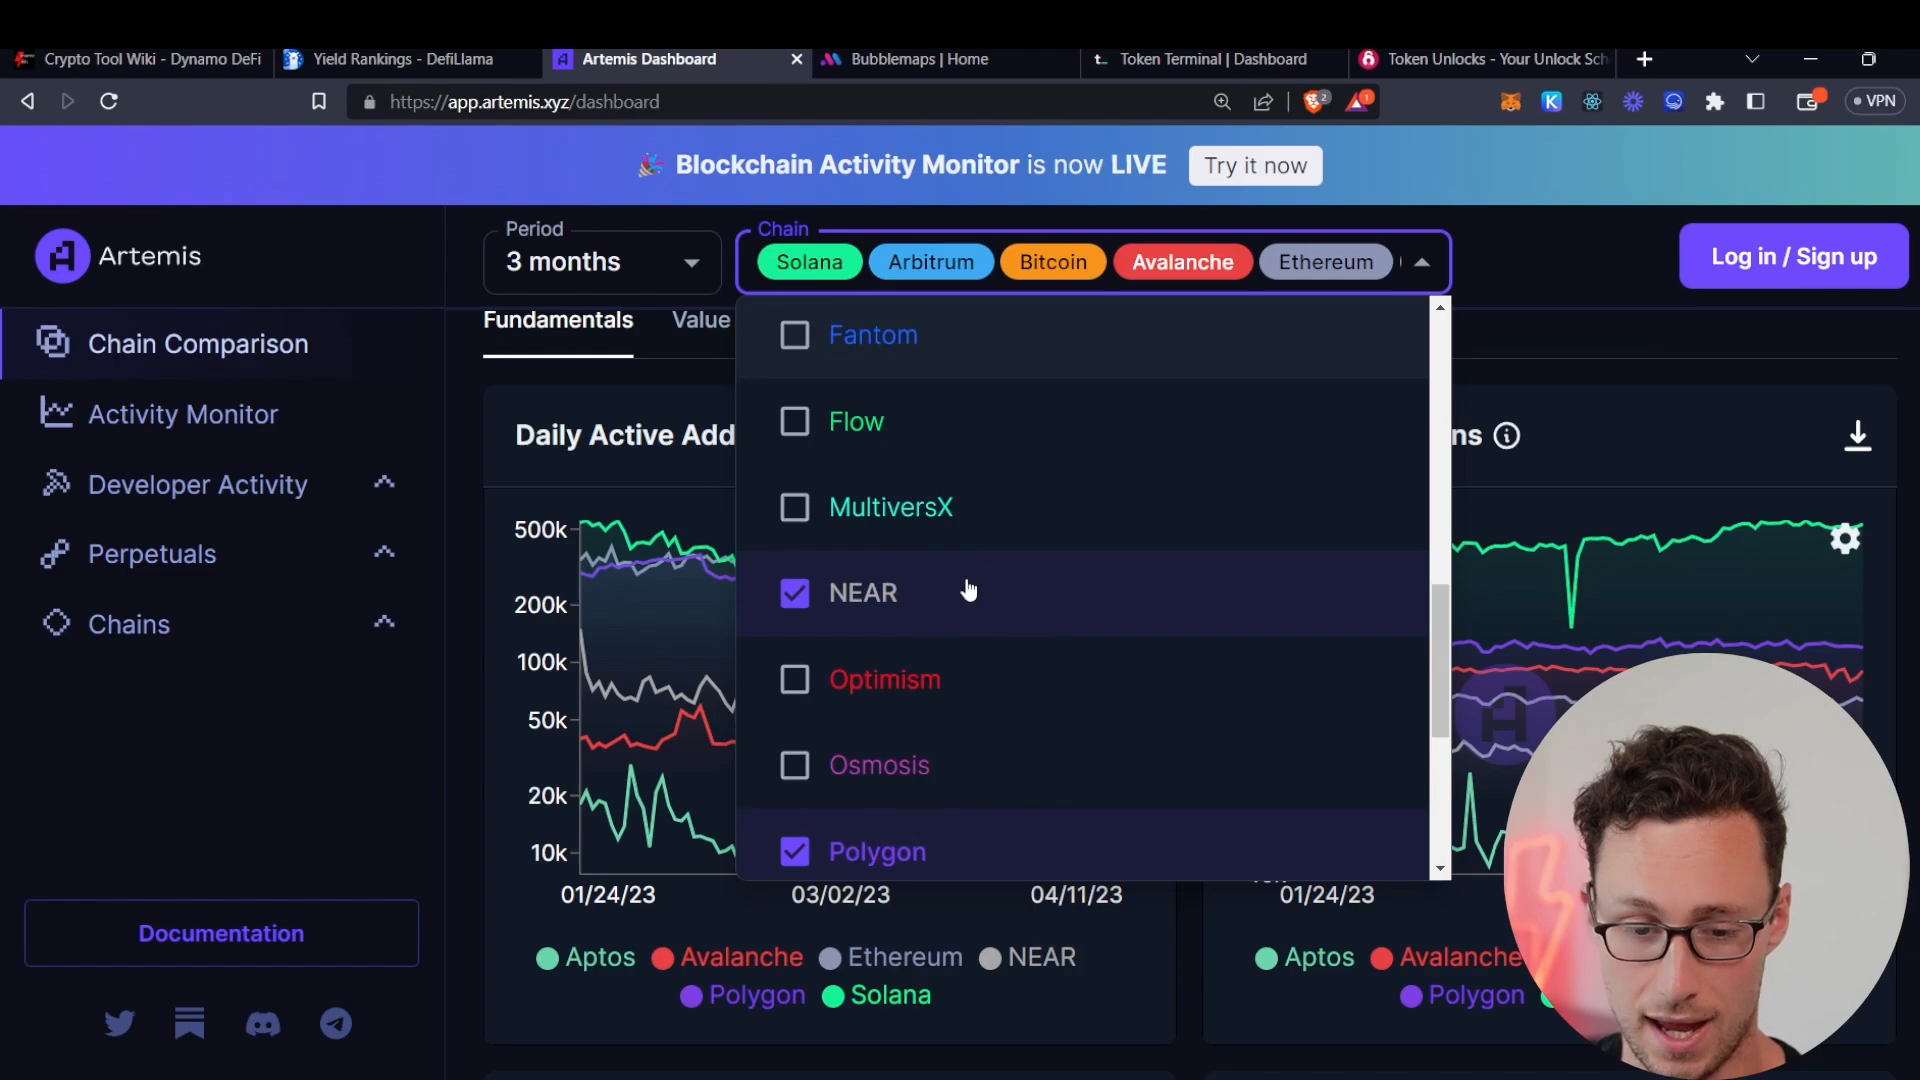 Crypto Tool Wiki - Dynamo DeFi
Yield Rankings - DefiLlama
Artemis Dashboard
Bubblemaps | Home
Token Terminal | Dashboard
Token Unlocks - Your Unlock Sch
https://app.artemis.xyz/dashboard
2
1
VPN
Blockchain Activity Monitor is now LIVE
Try it now
Artemis
Period
3 months
Chain
Solana
Arbitrum
Bitcoin
Avalanche
Ethereum
Log in / Sign up
Chain Comparison
Activity Monitor
Developer Activity
Perpetuals
Chains
Documentation
Fundamentals
Value
Fantom
Flow
MultiversX
NEAR
Optimism
Osmosis
Polygon
Daily Active Add
ns
500k
200k
100k
50k
20k
10k
01/24/23
03/02/23
04/11/23
01/24/23
Aptos
Avalanche
Ethereum
NEAR
Polygon
Solana
Aptos
Avalanche
Polygon